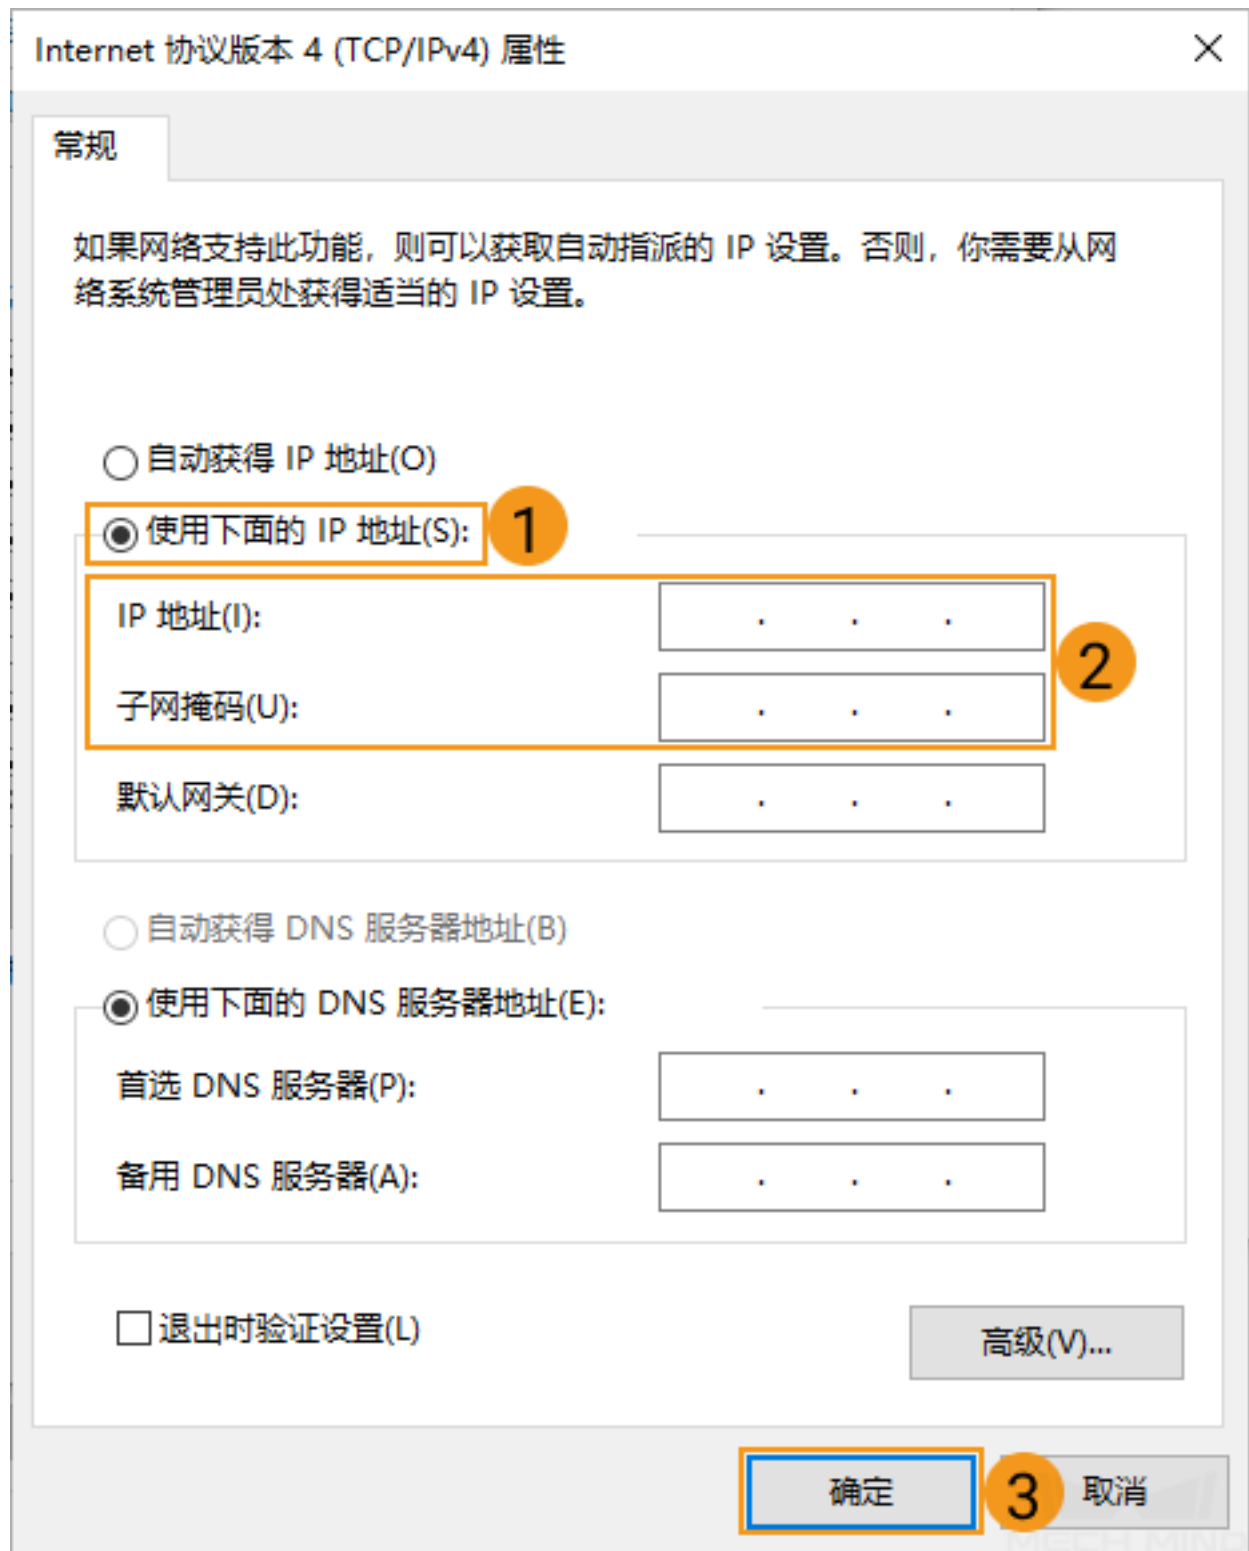 Internet 协议版本 4 (TCP/IPv4) 属性
常规
如果网络支持此功能，则可以获取自动指派的 IP 设置。否则，你需要从网
络系统管理员处获得适当的 IP 设置。
自动获得 IP 地址(O)
使用下面的 IP 地址(S):
1
IP 地址(I):
. . .
2
子网掩码(U):
. . .
默认网关(D):
. . .
自动获得 DNS 服务器地址(B)
使用下面的 DNS 服务器地址(E):
首选 DNS 服务器(P):
. . .
备用 DNS 服务器(A):
. . .
退出时验证设置(L)
高级(V)...
确定
3
取消
MECH MIND